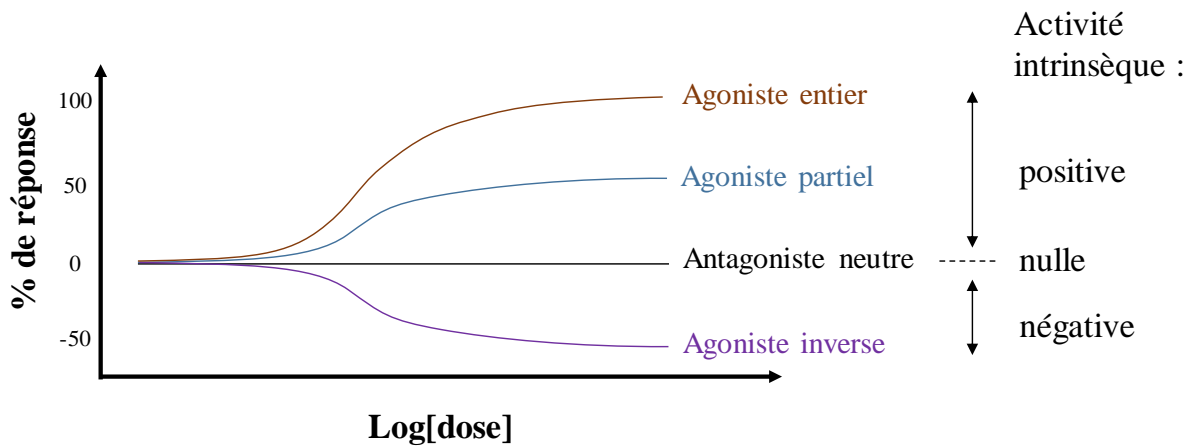 Activité
intrinsèque :
% de réponse
100
50
0
-50
Agoniste entier
Agoniste partiel
Antagoniste neutre
Agoniste inverse
positive
nulle
négative
Log[dose]